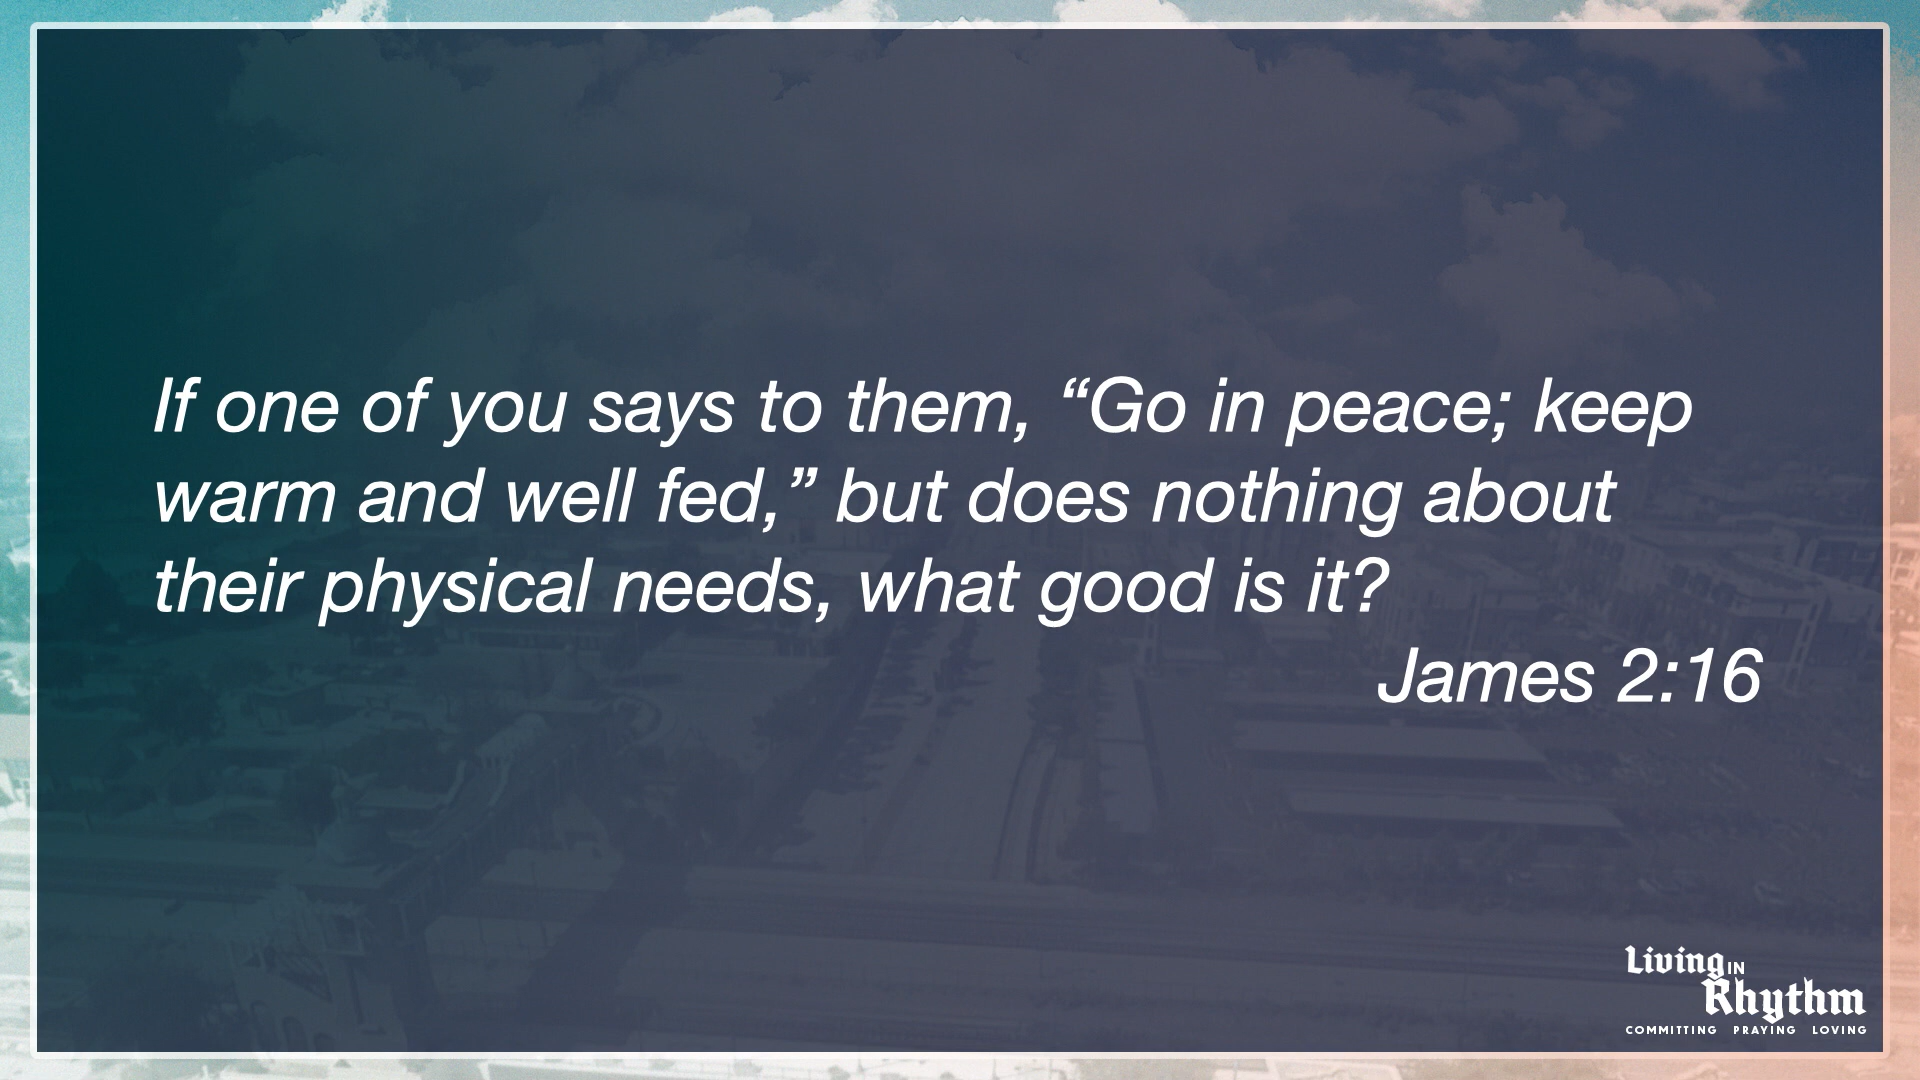 If one of you says to them, “Go in peace; keep
warm and well fed,” but does nothing about
their physical needs, what good is it?
James 2:16
Living IN
Rhythm
COMMITTING PRAYING LOVING